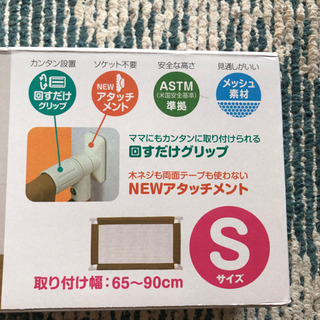 カンタン設置
ソケット不要
安全な高さ
見通しがいい
回すだけ
グリップ
NEW
アタッチ
メント
ASTM
(米国安全基準)
準拠
メッシュ
素材
ママにもカンタンに取り付けられる
回すだけグリップ
木ネジも両面テープも使わない
NEWアタッチメント
S
サイズ
取り付け幅:65〜90cm